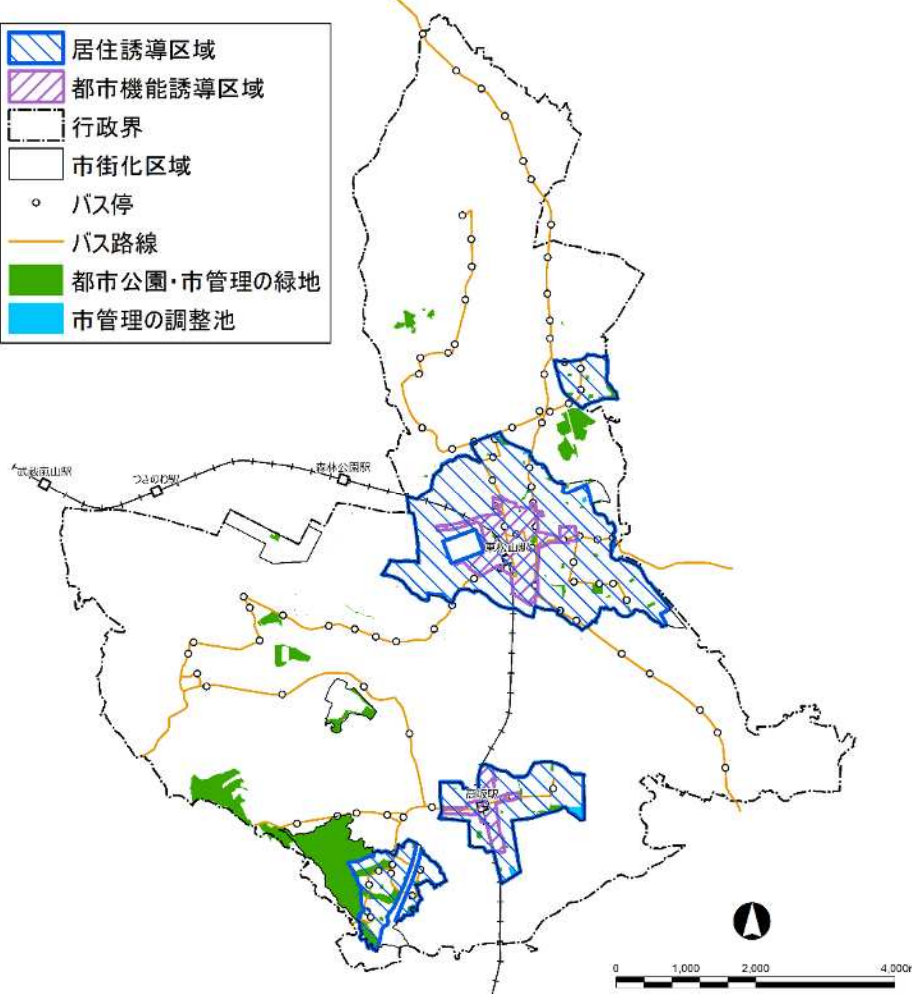 居住誘導区域
都市機能誘導区域
行政界
市街化区域
バス停
バス路線
都市公園・市管理の緑地
市管理の調整池
武蔵嵐山駅
つきのわ駅
森林公園駅
東松山駅
高坂駅
0 1,000 2,000 4,000m